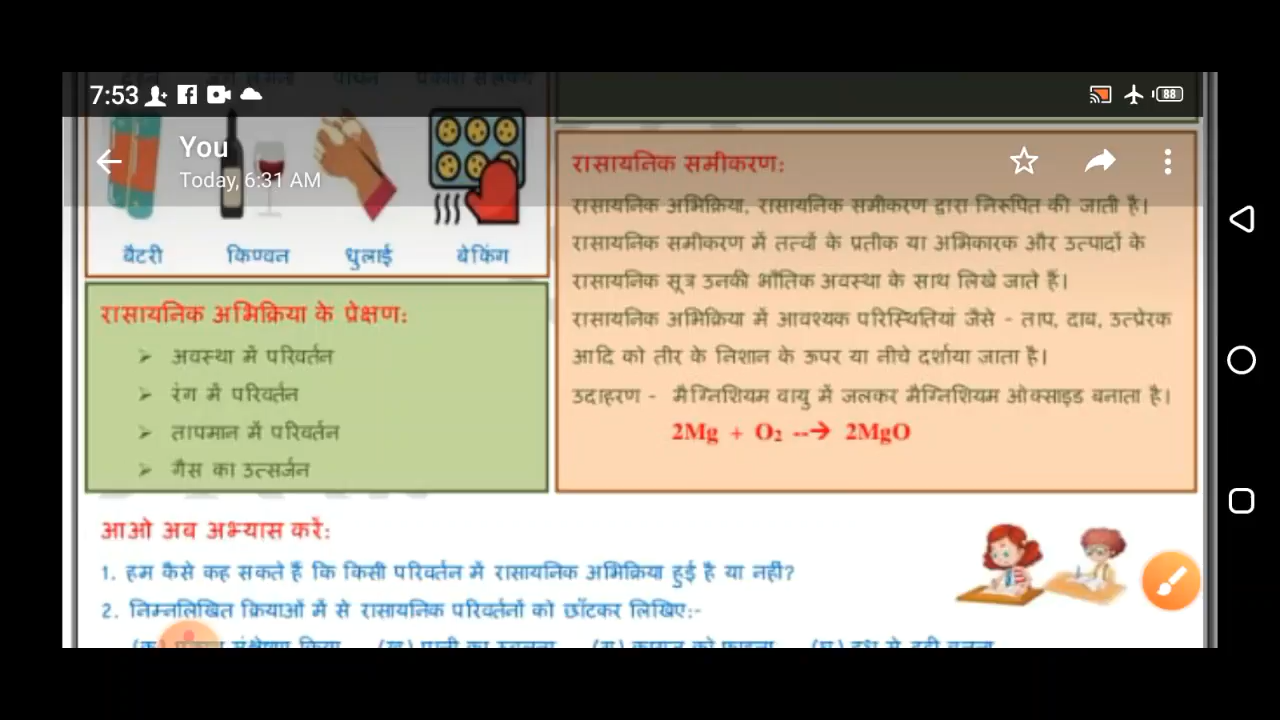 7:53
88
You
Today, 6:31 AM
बैटरी किण्वन धुलाई बेकिंग
रासायनिक अभिक्रिया के प्रेक्षण:
➢ अवस्था में परिवर्तन
➢ रंग में परिवर्तन
➢ तापमान में परिवर्तन
➢ गैस का उत्सर्जन
रासायनिक समीकरण:
रासायनिक अभिक्रिया, रासायनिक समीकरण द्वारा निरूपित की जाती है।
रासायनिक समीकरण में तत्वों के प्रतीक या अभिकारक और उत्पादों के
रासायनिक सूत्र उनकी भौतिक अवस्था के साथ लिखे जाते हैं।
रासायनिक अभिक्रिया में आवश्यक परिस्थितियां जैसे - ताप, दाब, उत्प्रेरक
आदि को तीर के निशान के ऊपर या नीचे दर्शाया जाता है।
उदाहरण - मैग्निशियम वायु में जलकर मैग्निशियम ओक्साइड बनाता है।
2Mg + O₂ --→ 2MgO
आओ अब अभ्यास करें:
1. हम कैसे कह सकते हैं कि किसी परिवर्तन में रासायनिक अभिक्रिया हुई है या नहीं?
2. निम्नलिखित क्रियाओं में से रासायनिक परिवर्तनों को छाँटकर लिखिए:-